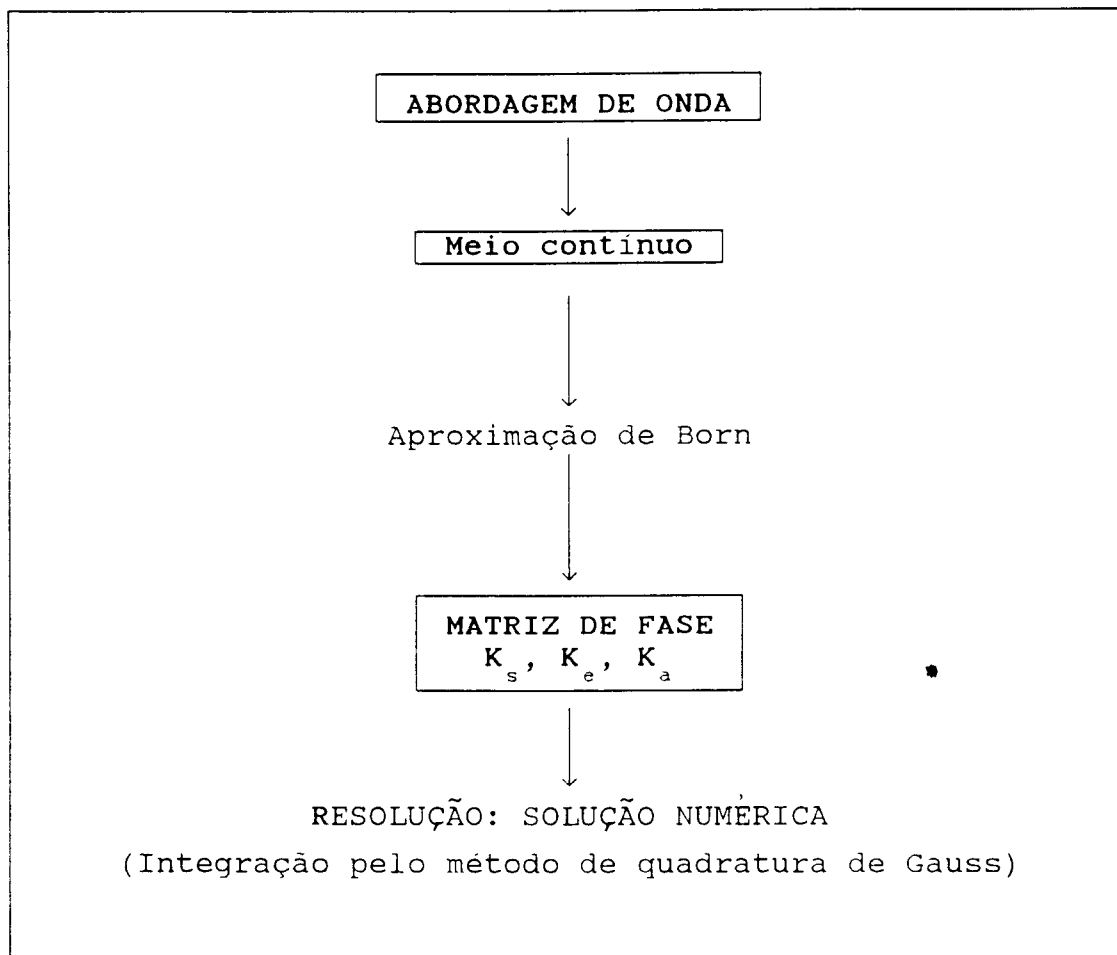 ABORDAGEM DE ONDA
Meio contínuo
Aproximação de Born
MATRIZ DE FASE
K_s, K_e, K_a
RESOLUÇÃO: SOLUÇÃO NUMÉRICA
(Integração pelo método de quadratura de Gauss)